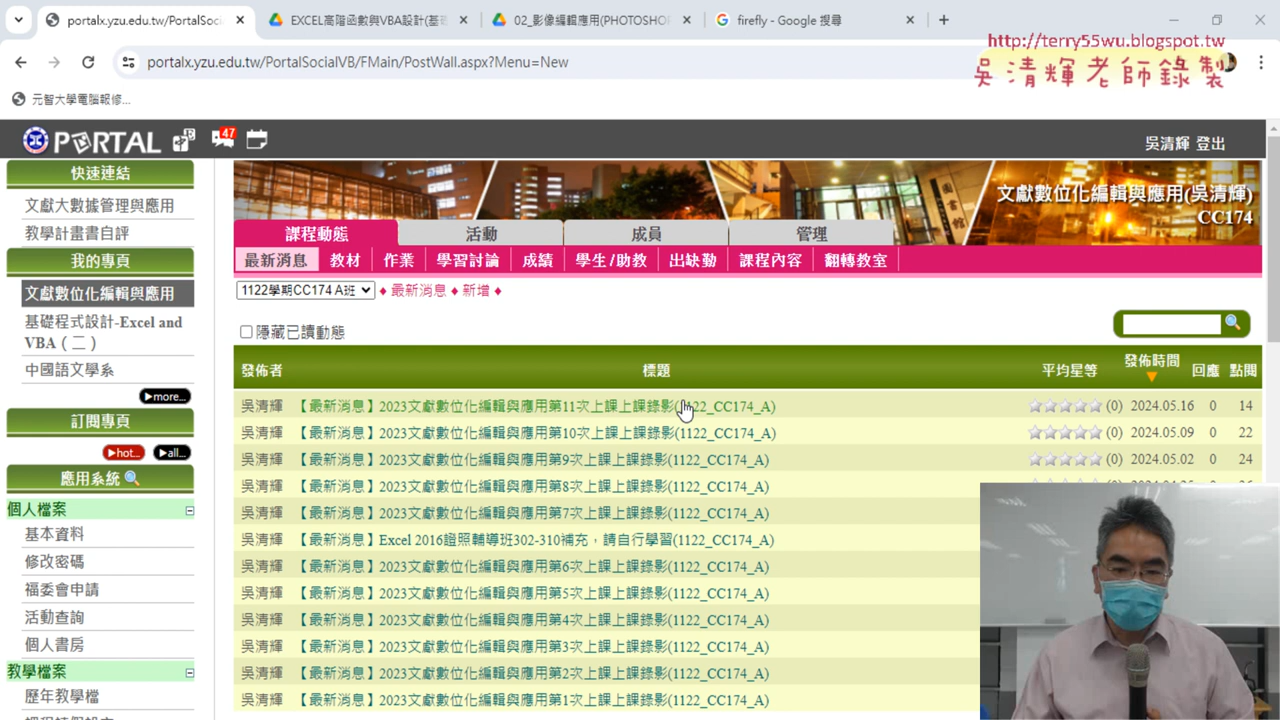 portalx.yzu.edu.tw/PortalSoci
EXCEL高階函數與VBA設計(基礎
02_影像編輯應用(PHOTOSHOP
firefly - Google 搜尋
http://terry55wu.blogspot.tw
portalx.yzu.edu.tw/PortalSocialVB/FMain/PostWall.aspx?Menu=New
吳清輝老師錄製
元智大學電腦報修...
PORTAL
47
吳清輝 登出
快速連結
文獻大數據管理與應用
教學計畫書自評
我的專頁
文獻數位化編輯與應用
基礎程式設計-Excel and
VBA（二）
中國語文學系
▶more...
訂閱專頁
▶hot...
▶all...
應用系統
個人檔案
基本資料
修改密碼
福委會申請
活動查詢
個人書房
教學檔案
歷年教學檔
文獻數位化編輯與應用(吳清輝)
CC174
課程動態
活動
成員
管理
最新消息
教材
作業
學習討論
成績
學生/助教
出缺勤
課程內容
翻轉教室
1122學期CC174 A班
♦ 最新消息 ♦ 新增 ♦
隱藏已讀動態
發佈者 標題 平均星等 發佈時間 回應 點閱
吳清輝 【最新消息】2023文獻數位化編輯與應用第11次上課上課錄影(1122_CC174_A) (0) 2024.05.16 0 14
吳清輝 【最新消息】2023文獻數位化編輯與應用第10次上課上課錄影(1122_CC174_A) (0) 2024.05.09 0 22
吳清輝 【最新消息】2023文獻數位化編輯與應用第9次上課上課錄影(1122_CC174_A) (0) 2024.05.02 0 24
吳清輝 【最新消息】2023文獻數位化編輯與應用第8次上課上課錄影(1122_CC174_A)
吳清輝 【最新消息】2023文獻數位化編輯與應用第7次上課上課錄影(1122_CC174_A)
吳清輝 【最新消息】Excel 2016證照輔導班302-310補充，請自行學習(1122_CC174_A)
吳清輝 【最新消息】2023文獻數位化編輯與應用第6次上課上課錄影(1122_CC174_A)
吳清輝 【最新消息】2023文獻數位化編輯與應用第5次上課上課錄影(1122_CC174_A)
吳清輝 【最新消息】2023文獻數位化編輯與應用第4次上課上課錄影(1122_CC174_A)
吳清輝 【最新消息】2023文獻數位化編輯與應用第3次上課上課錄影(1122_CC174_A)
吳清輝 【最新消息】2023文獻數位化編輯與應用第2次上課上課錄影(1122_CC174_A)
吳清輝 【最新消息】2023文獻數位化編輯與應用第1次上課上課錄影(1122_CC174_A)